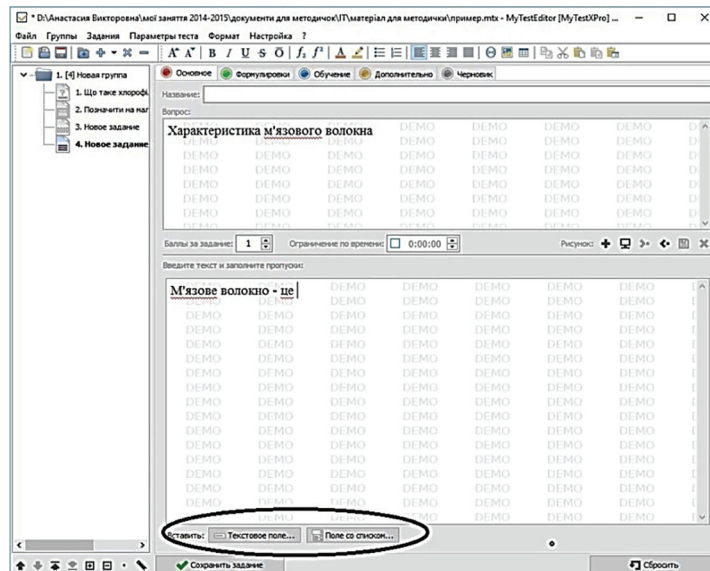 * D:\Анастасия Викторовна\мої заняття 2014-2015\документи для методичок\ІТ\матеріал для методички\пример.mtx - MyTestEditor [MyTestXPro] ...
Файл Группы Задания Параметры теста Формат Настройка ?
1. [4] Новая группа
1. Що таке хлорофі
2. Позначити на мал
3. Новое задание
4. Новое задание
Основное Формулировки Обучение Дополнительно Черновик
Название:
Вопрос:
Характеристика м'язового волокна
Баллы за задание: 1 Ограничение по времени: 0:00:00 Рисунок:
Введите текст и заполните пропуски:
М'язове волокно - це
Вставить: Текстовое поле... Поле со списком...
Сохранить задание Сбросить